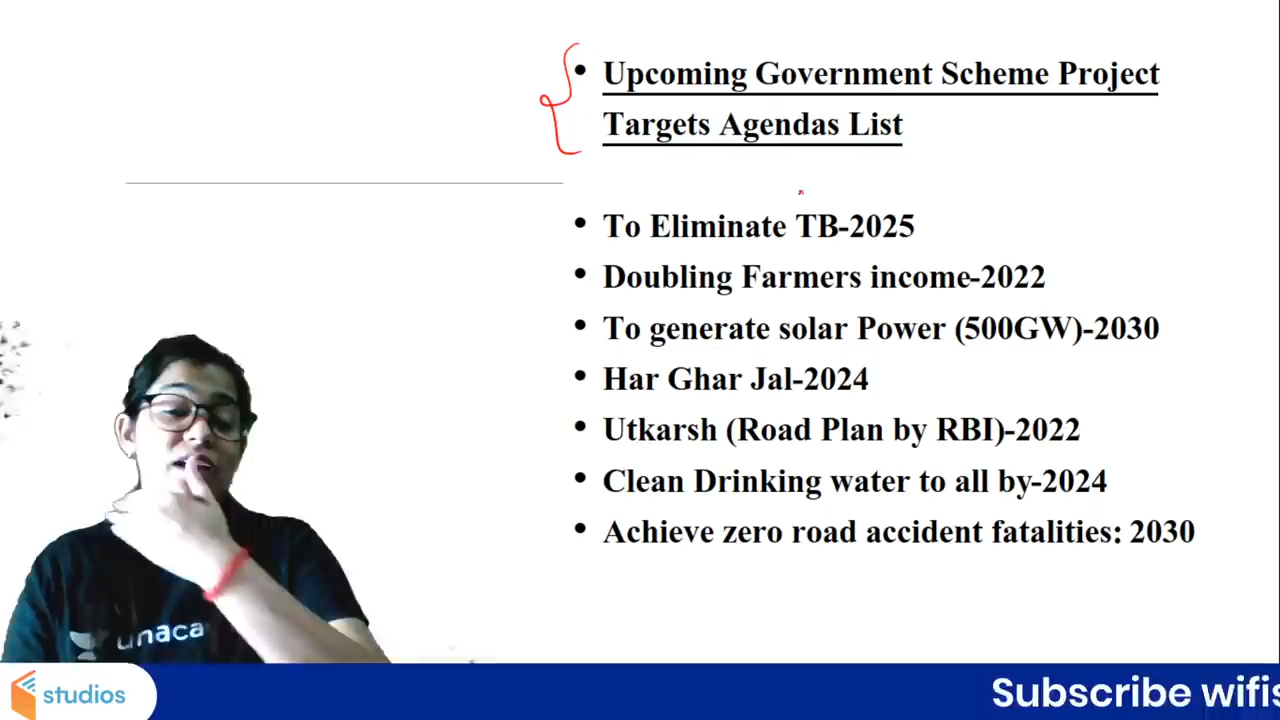 Upcoming Government Scheme Project
Targets Agendas List
To Eliminate TB-2025
Doubling Farmers income-2022
To generate solar Power (500GW)-2030
Har Ghar Jal-2024
Utkarsh (Road Plan by RBI)-2022
Clean Drinking water to all by-2024
Achieve zero road accident fatalities: 2030
unaca
studios
Subscribe wifis